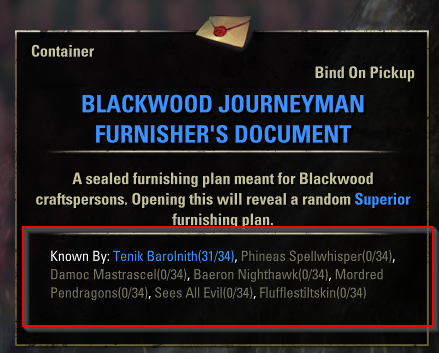 Container
Bind On Pickup
BLACKWOOD JOURNEYMAN
FURNISHER'S DOCUMENT
A sealed furnishing plan meant for Blackwood
craftspersons. Opening this will reveal a random Superior
furnishing plan.
Known By: Tenik Barolnith(31/34), Phineas Spellwhisper(0/34),
Damoc Mastrascel(0/34), Baeron Nighthawk(0/34), Mordred
Pendragons(0/34), Sees All Evil(0/34), Flufflestiltskin(0/34)